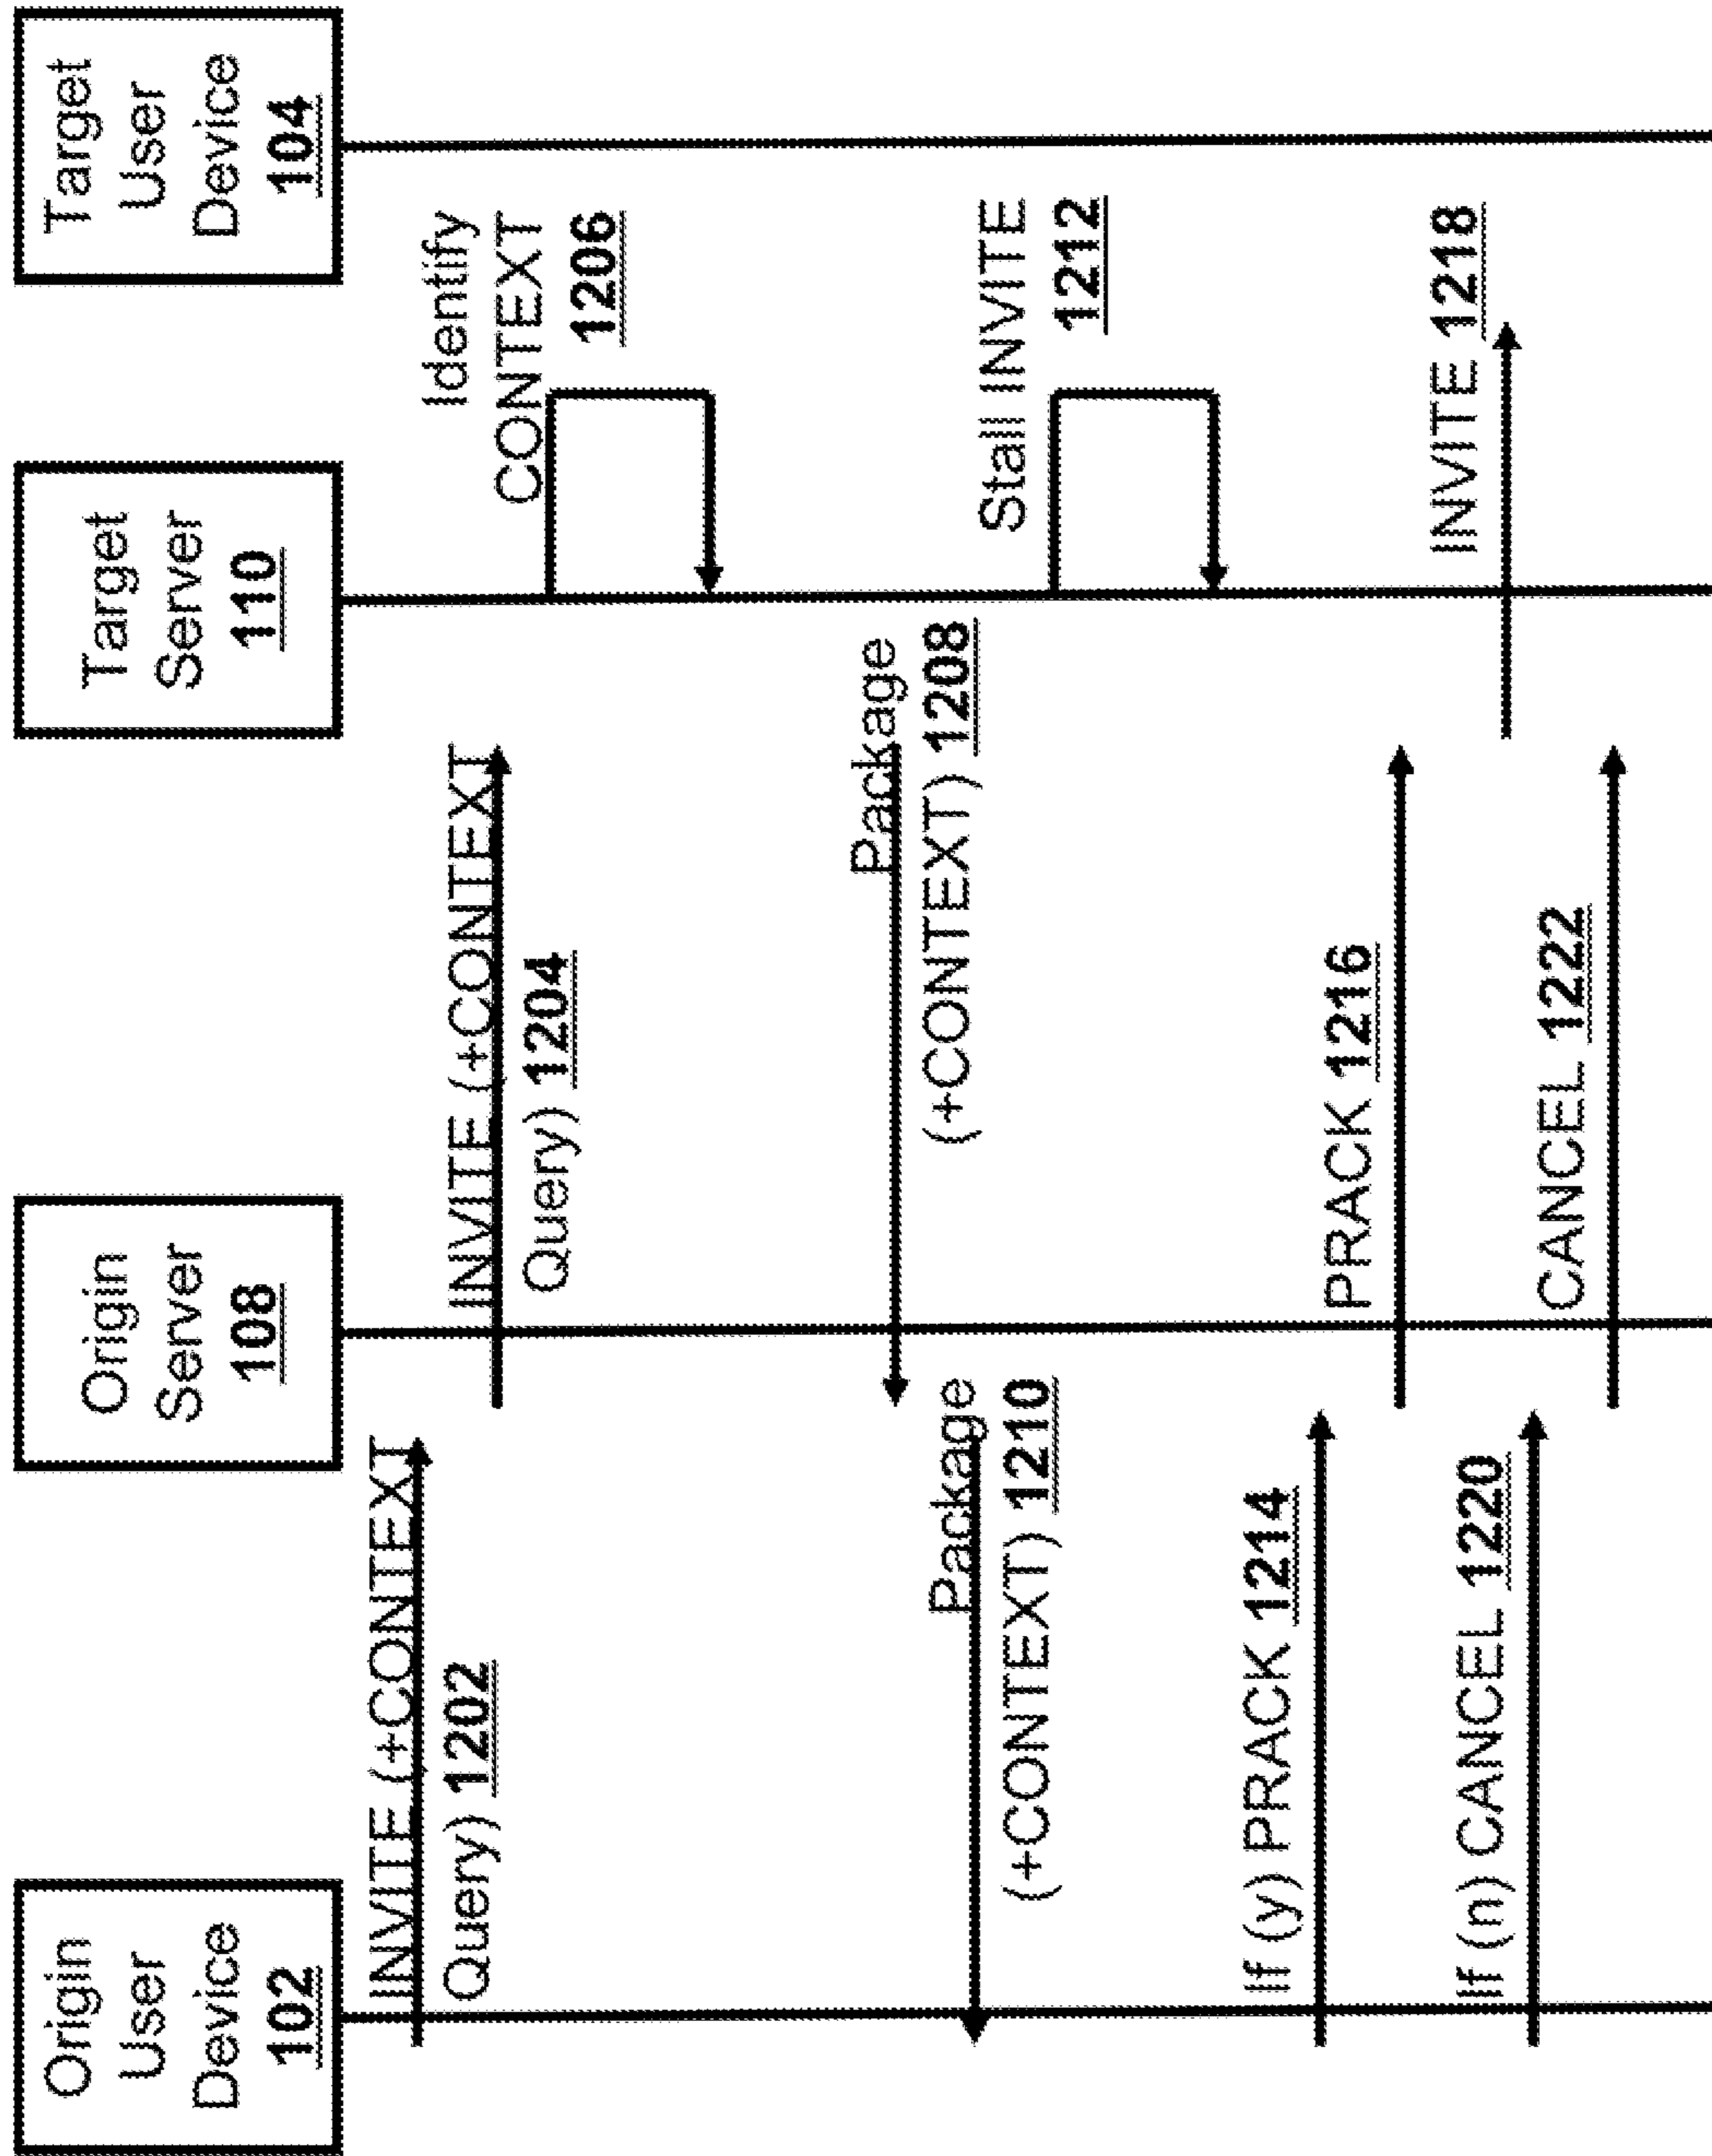 Origin
User
Device
102
Origin
Server
108
Target
Server
110
Target
User
Device
104
INVITE (+CONTEXT
Query) 1202
INVITE (+CONTEXT
Query) 1204
Identify
CONTEXT
1206
Package
(+CONTEXT) 1208
Package
(+CONTEXT) 1210
Stall INVITE
1212
If (y) PRACK 1214
PRACK 1216
INVITE 1218
If (n) CANCEL 1220
CANCEL 1222